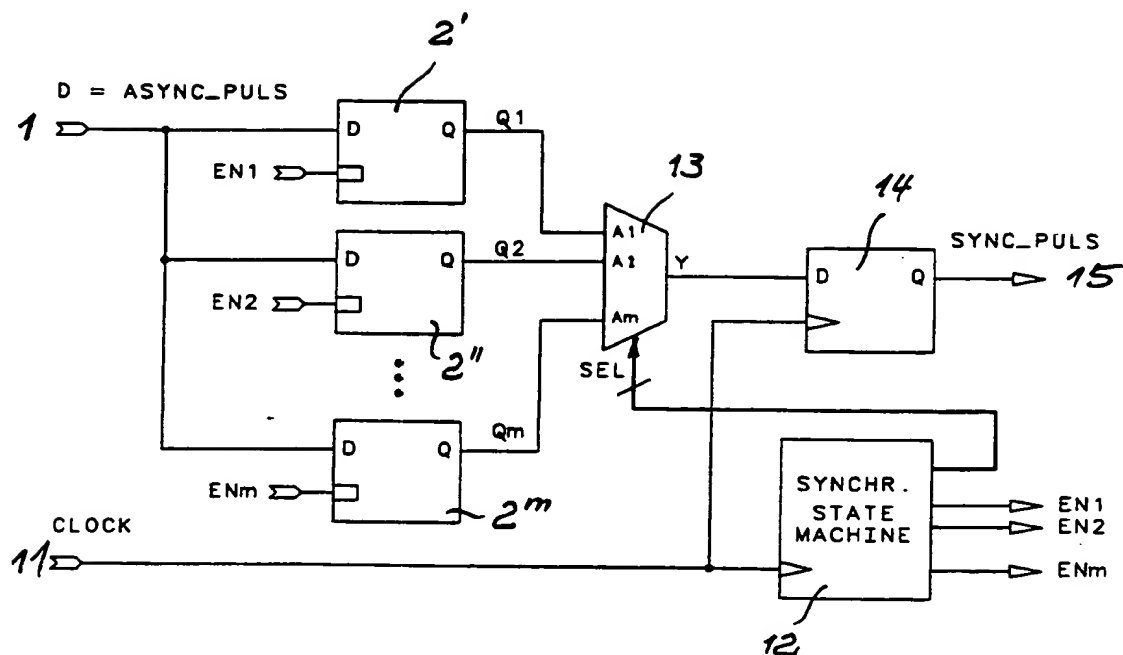 2'
D = ASYNC_PULS
1
D Q
Q1
EN1
13
14
A1
D Q
Q2
A2
Y
SYNC_PULS
D Q
15
EN2
Am
2"
SEL
D Q
Qm
ENm
2m
SYNCHR.
STATE
MACHINE
EN1
EN2
ENm
CLOCK
11
12